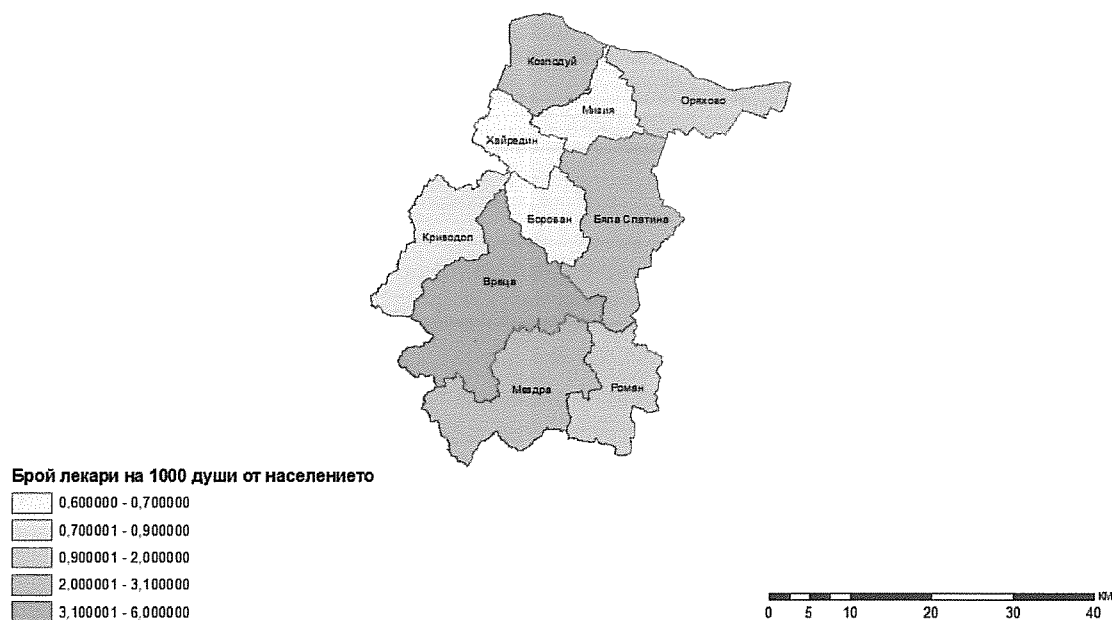 Козлодуй
Оряхово
Мизия
Хайредин
Борован
Бяла Слатина
Криводол
Враца
Мездра
Роман
Брой лекари на 1000 души от населението
0,600000 - 0,700000
0,700001 - 0,900000
0,900001 - 2,000000
2,000001 - 3,100000
3,100001 - 6,000000
КМ
0 5 10 20 30 40